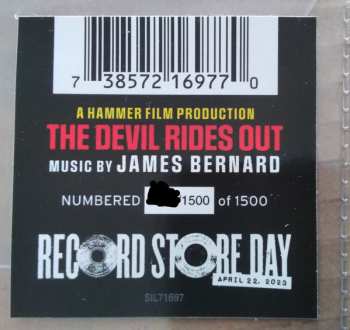 7 38572 16977 0
A HAMMER FILM PRODUCTION
THE DEVIL RIDES OUT
MUSIC BY JAMES BERNARD
NUMBERED 1500 of 1500
RECORD STORE DAY
APRIL 22, 2023
SIL71697